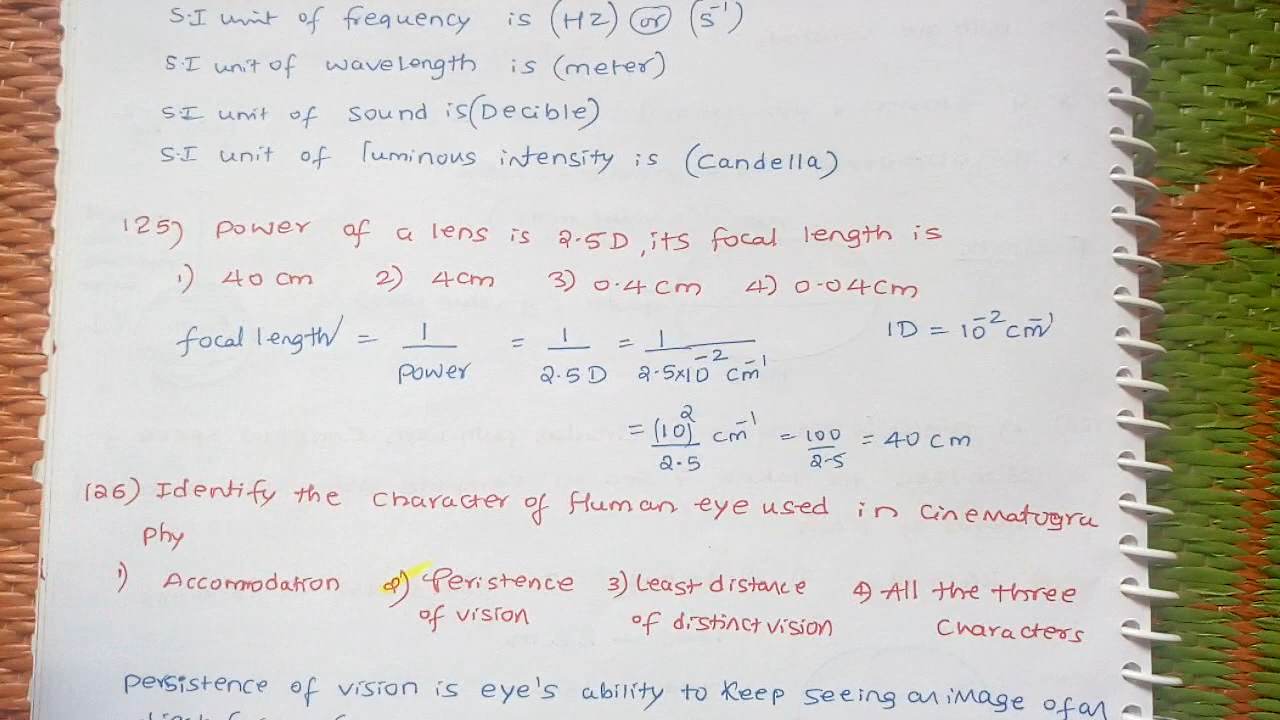 S.I unit of frequency is (HZ) or (S⁻¹)
S.I unit of wavelength is (meter)
S.I unit of sound is (Decible)
S.I unit of luminous intensity is (Candella)
125) Power of a lens is 2.5D, its focal length is
1) 40 cm 2) 4cm 3) 0.4cm 4) 0.04cm
focal length = 1/power = 1/2.5 D = 1/2.5×10⁻² cm⁻¹ 1D = 10⁻² cm⁻¹
= (10)²/2.5 cm⁻¹ = 100/2.5 = 40 cm
126) Identify the character of Human eye used in cinematogra
phy
1) Accommodation 2) Peristence 3) Least distance 4) All the three
of vision of distinct vision characters
Persistence of vision is eye's ability to keep seeing an image of an